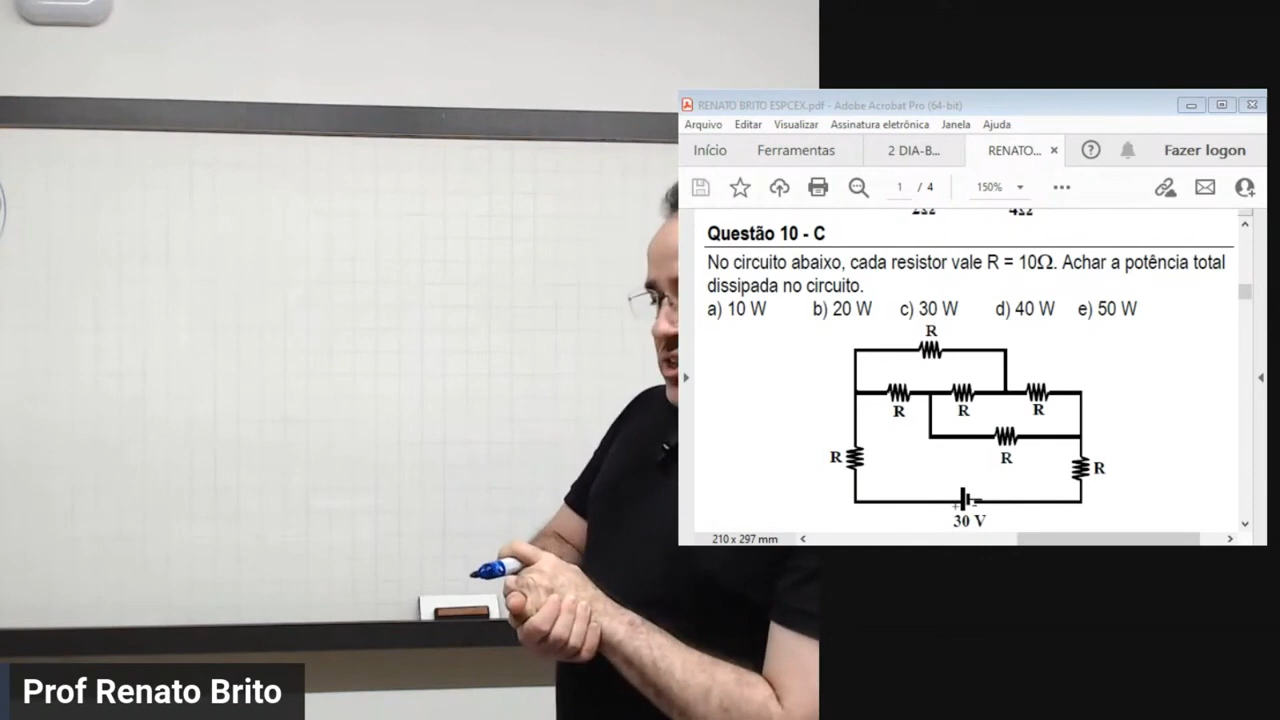 RENATO BRITO ESPCEX.pdf - Adobe Acrobat Pro (64-bit)
Arquivo Editar Visualizar Assinatura eletrônica Janela Ajuda
Início Ferramentas 2 DIA-B... RENATO... × ? Fazer logon
1 / 4 150%
2Ω 4Ω
Questão 10 - C
No circuito abaixo, cada resistor vale R = 10Ω. Achar a potência total
dissipada no circuito.
a) 10 W b) 20 W c) 30 W d) 40 W e) 50 W
R
R R R
R R R
+ -
30 V
210 x 297 mm
Prof Renato Brito